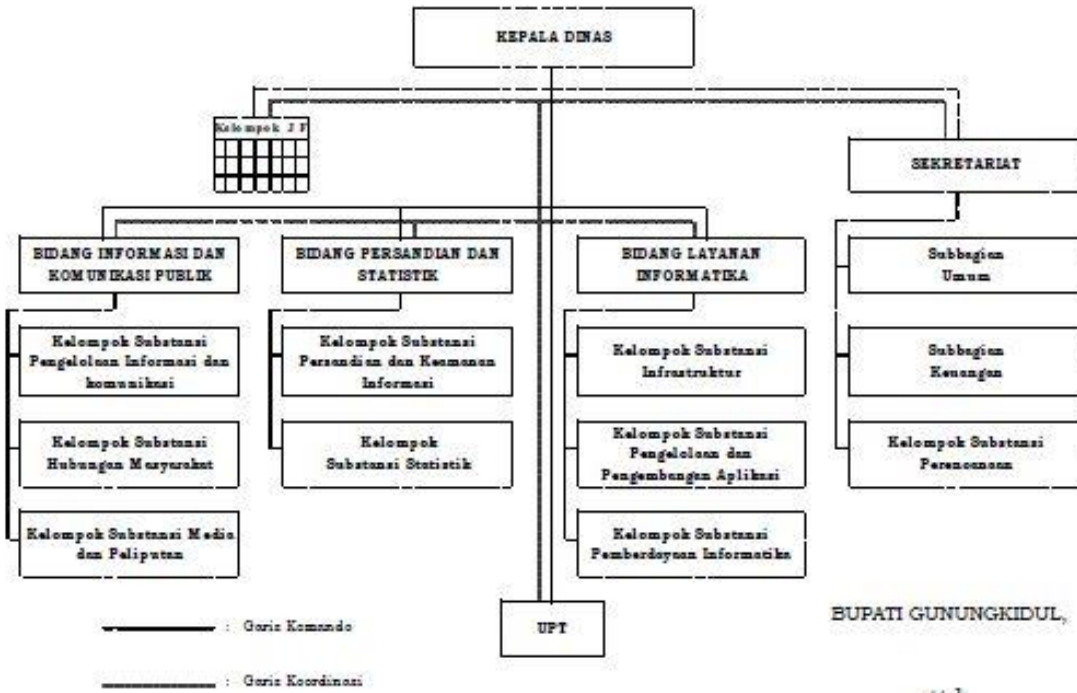 KEPALA DINAS
Kelompok J F
SEKRETARIAT
BIDANG INFORMASI DAN
KOMUNIKASI PUBLIK
BIDANG PERSANDIAN DAN
STATISTIK
BIDANG LAYANAN
INFORMATIKA
Subbagian
Umum
Kelompok Substansi
Pengelolaan Informasi dan
komunikasi
Kelompok Substansi
Persandian dan Keamanan
Informasi
Kelompok Substansi
Infrastruktur
Subbagian
Keuangan
Kelompok Substansi
Hubungan Masyarakat
Kelompok
Substansi Statistik
Kelompok Substansi
Pengelolaan dan
Pengembangan Aplikasi
Kelompok Substansi
Perencanaan
Kelompok Substansi Media
dan Peliputan
Kelompok Substansi
Pemberdayaan Informatika
UPT
BUPATI GUNUNGKIDUL,
: Garis Komando
: Garis Koordinasi